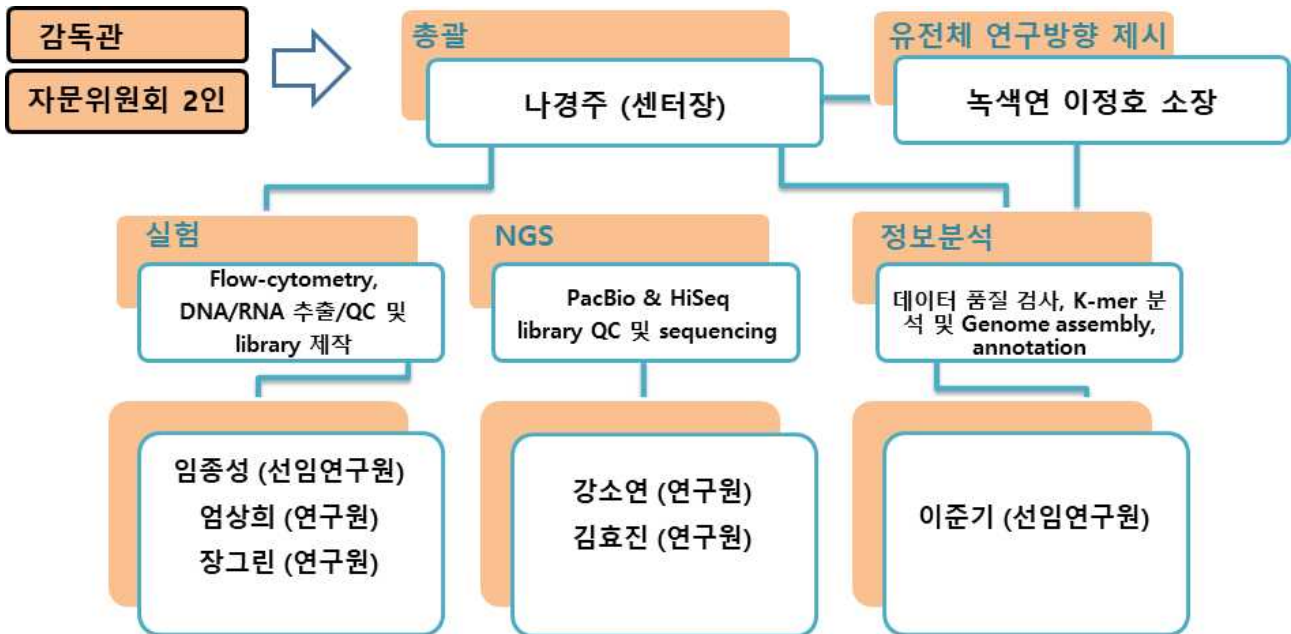 감독관
자문위원회 2인
총괄
나경주 (센터장)
유전체 연구방향 제시
녹색연 이정호 소장
실험
Flow-cytometry,
DNA/RNA 추출/QC 및
library 제작
NGS
PacBio & HiSeq
library QC 및 sequencing
정보분석
데이터 품질 검사, K-mer 분
석 및 Genome assembly,
annotation
임종성 (선임연구원)
엄상희 (연구원)
장그린 (연구원)
강소연 (연구원)
김효진 (연구원)
이준기 (선임연구원)